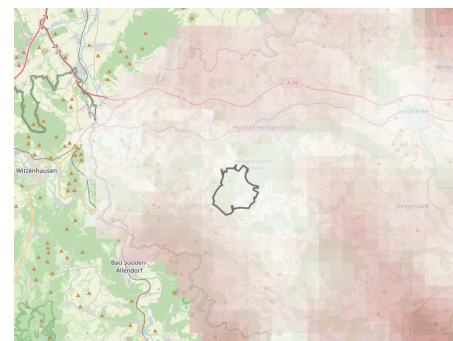 A 38
Leinefelde
Heilbad Heiligenstadt
Witzenhausen
Dingelstädt
Bad Sooden-
Allendorf